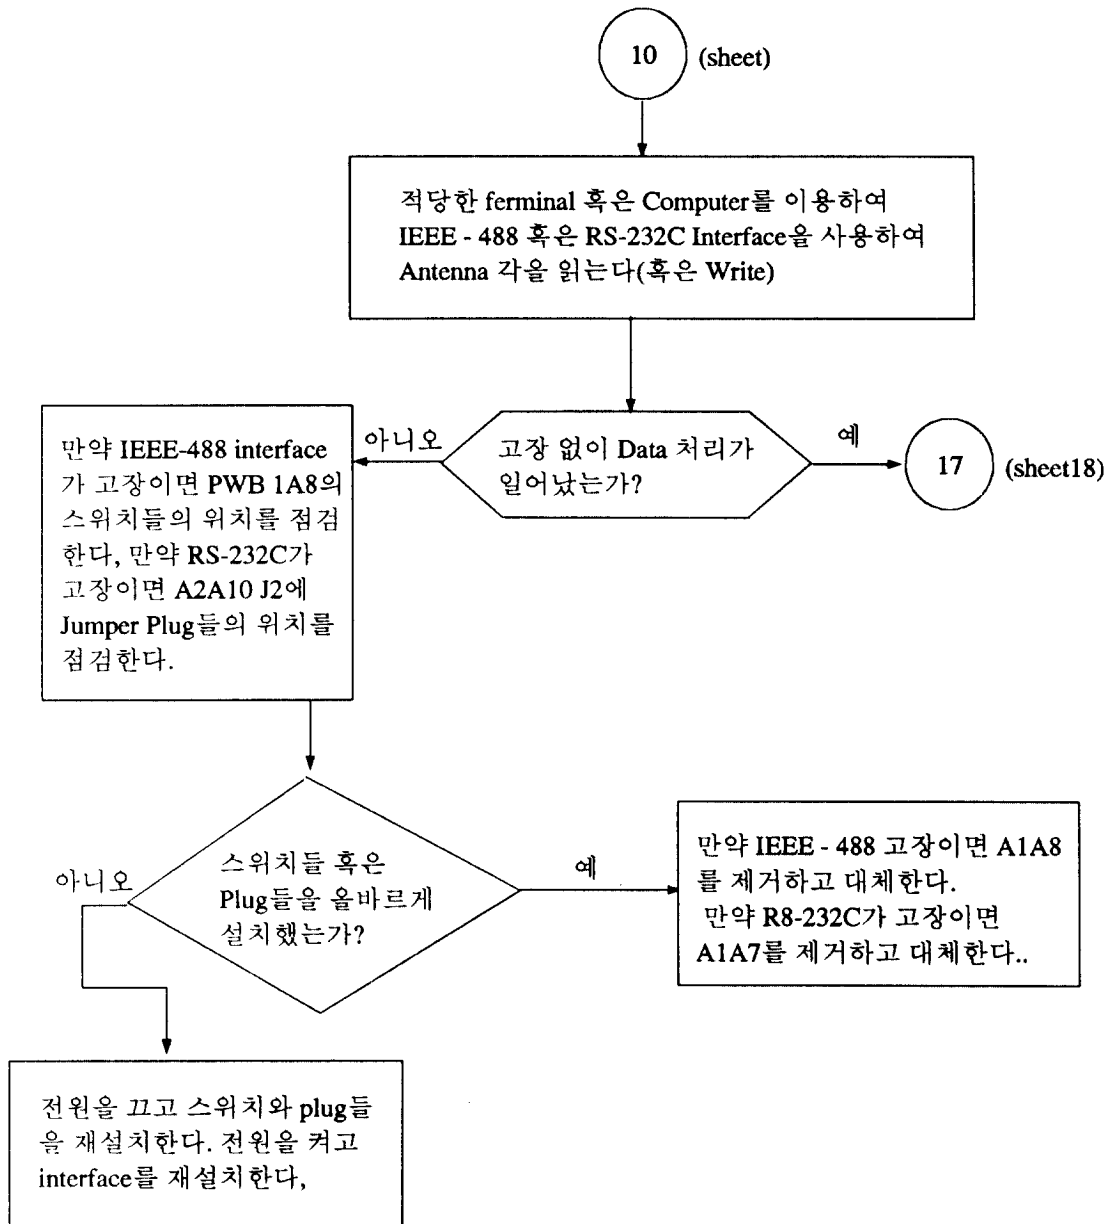 10 (sheet)
적당한 ferminal 혹은 Computer를 이용하여
IEEE - 488 혹은 RS-232C Interface을 사용하여
Antenna 각을 읽는다(혹은 Write)
고장 없이 Data 처리가
일어났는가?
아니오
예
17 (sheet18)
만약 IEEE-488 interface
가 고장이면 PWB 1A8의
스위치들의 위치를 점검
한다, 만약 RS-232C가
고장이면 A2A10 J2에
Jumper Plug들의 위치를
점검한다.
스위치들 혹은
Plug들을 올바르게
설치했는가?
아니오
예
만약 IEEE - 488 고장이면 A1A8
를 제거하고 대체한다.
만약 R8-232C가 고장이면
A1A7를 제거하고 대체한다..
전원을 끄고 스위치와 plug들
을 재설치한다. 전원을 켜고
interface를 재설치한다,